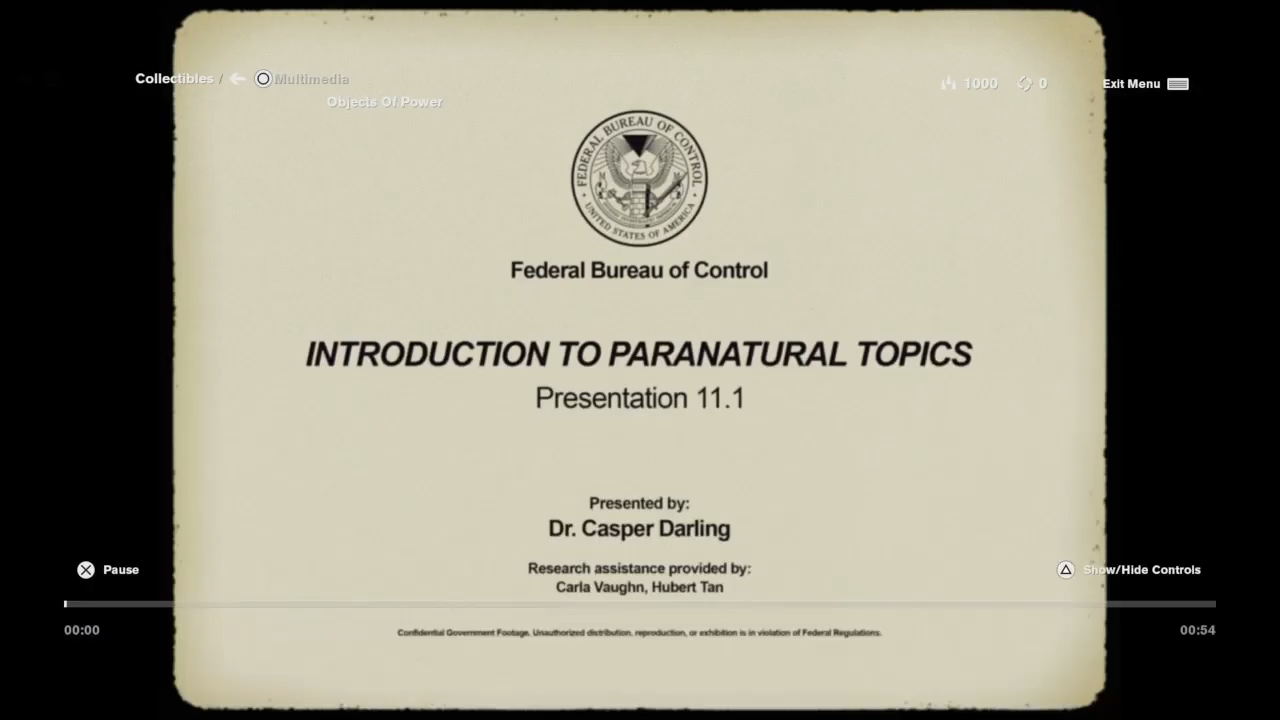 Collectibles / Multimedia
1000 0 Exit Menu
Objects Of Power
FEDERAL BUREAU OF CONTROL
UNITED STATES OF AMERICA
Federal Bureau of Control
INTRODUCTION TO PARANATURAL TOPICS
Presentation 11.1
Presented by:
Dr. Casper Darling
Research assistance provided by:
Carla Vaughn, Hubert Tan
Pause
Show/Hide Controls
00:00
00:54
Confidential Government Footage. Unauthorized distribution, reproduction, or exhibition is in violation of Federal Regulations.